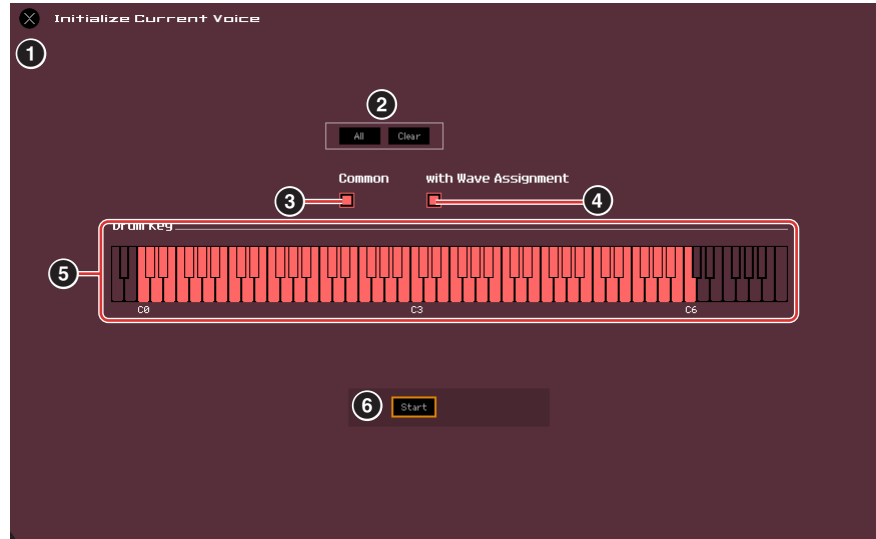 Initialize Current Voice
1
2
All Clear
Common with Wave Assignment
3 4
Drum Key
5
C0 C3 C6
6 Start